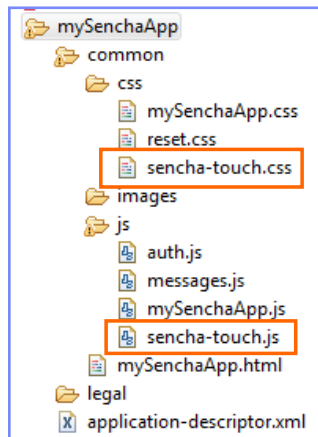 mySenchaApp
common
css
mySenchaApp.css
reset.css
sencha-touch.css
images
js
auth.js
messages.js
mySenchaApp.js
sencha-touch.js
mySenchaApp.html
legal
application-descriptor.xml